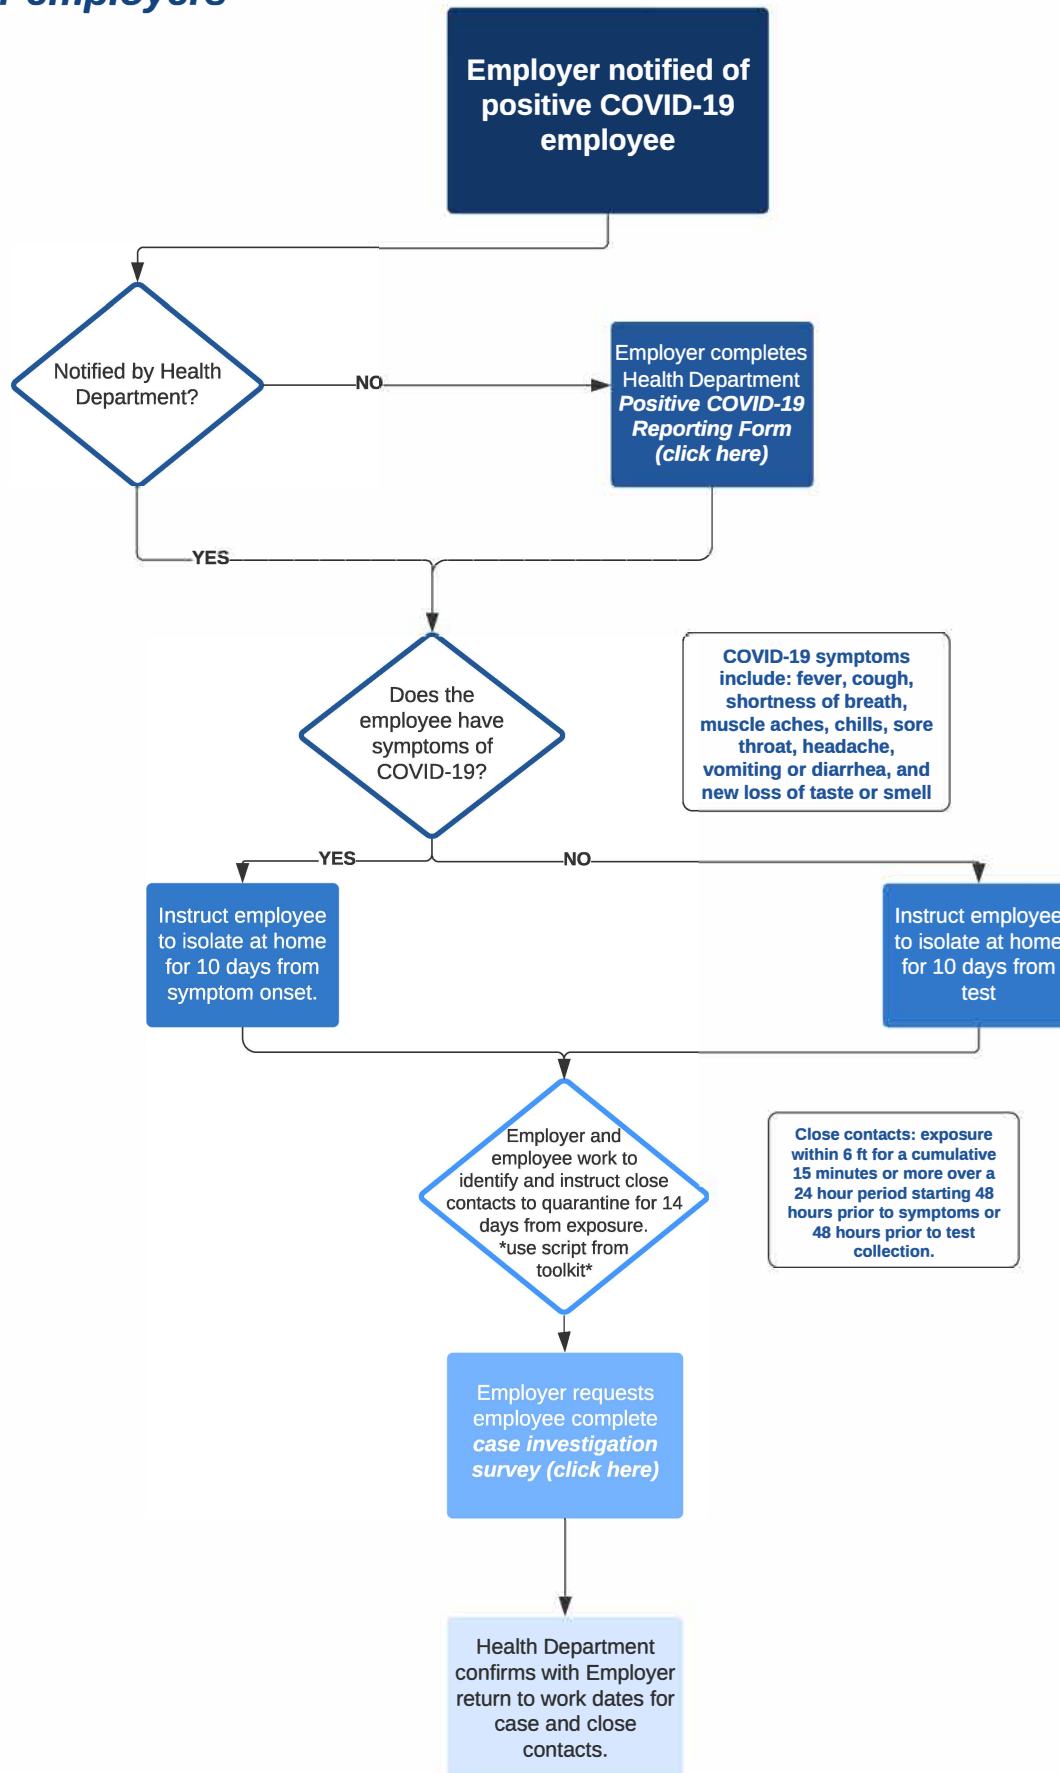 employers
Employer notified of
positive COVID-19
employee
Notified by Health
Department?
NO
Employer completes
Health Department
Positive COVID-19
Reporting Form
(click here)
YES
Does the
employee have
symptoms of
COVID-19?
COVID-19 symptoms
include: fever, cough,
shortness of breath,
muscle aches, chills, sore
throat, headache,
vomiting or diarrhea, and
new loss of taste or smell
YES
NO
Instruct employee
to isolate at home
for 10 days from
symptom onset.
Instruct employee
to isolate at home
for 10 days from
test
Employer and
employee work to
identify and instruct close
contacts to quarantine for 14
days from exposure.
*use script from
toolkit*
Close contacts: exposure
within 6 ft for a cumulative
15 minutes or more over a
24 hour period starting 48
hours prior to symptoms or
48 hours prior to test
collection.
Employer requests
employee complete
case investigation
survey (click here)
Health Department
confirms with Employer
return to work dates for
case and close
contacts.